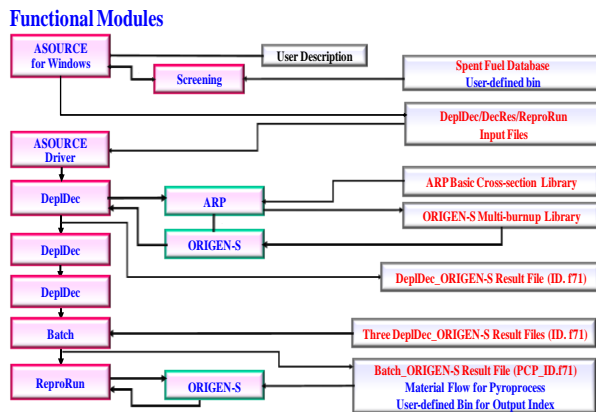 Functional Modules
ASOURCE
for Windows
User Description
Screening
Spent Fuel Database
User-defined bin
DeplDec/DecRes/ReproRun
Input Files
ASOURCE
Driver
DeplDec
ARP
ARP Basic Cross-section Library
ORIGEN-S Multi-burnup Library
DeplDec
ORIGEN-S
DeplDec_ORIGEN-S Result File (ID. f71)
DeplDec
Batch
Three DeplDec_ORIGEN-S Result Files (ID. f71)
ReproRun
ORIGEN-S
Batch_ORIGEN-S Result File (PCP_ID.f71)
Material Flow for Pyroprocess
User-defined Bin for Output Index